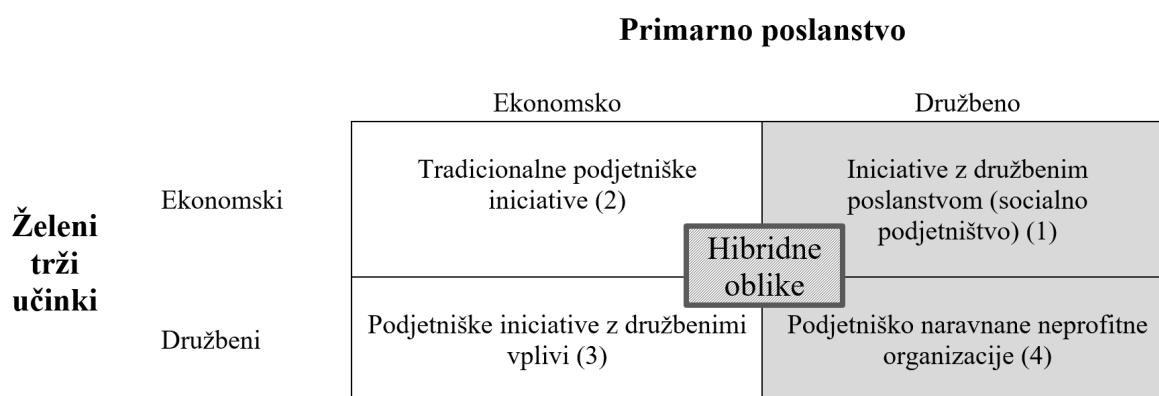 Primarno poslanstvo
Ekonomsko
Družbeno
Želeni
trži
učinki
Ekonomski
Tradicionalne podjetniške
iniciative (2)
Iniciative z družbenim
poslanstvom (socialno
podjetništvo) (1)
Hibridne
oblike
Družbeni
Podjetniške iniciative z družbenimi
vplivi (3)
Podjetniško naravnane neprofitne
organizacije (4)